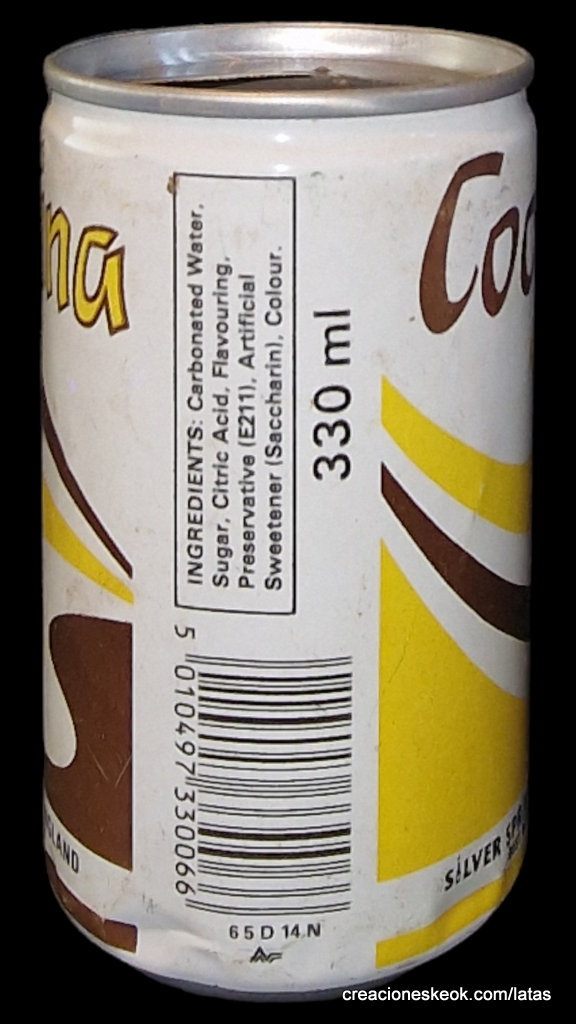 INGREDIENTS: Carbonated Water,
Sugar, Citric Acid, Flavouring,
Preservative (E211), Artificial
Sweetener (Saccharin), Colour.
330 ml
5 010497 330066
65D 14 N
SILVER
creacioneskeok.com/latas